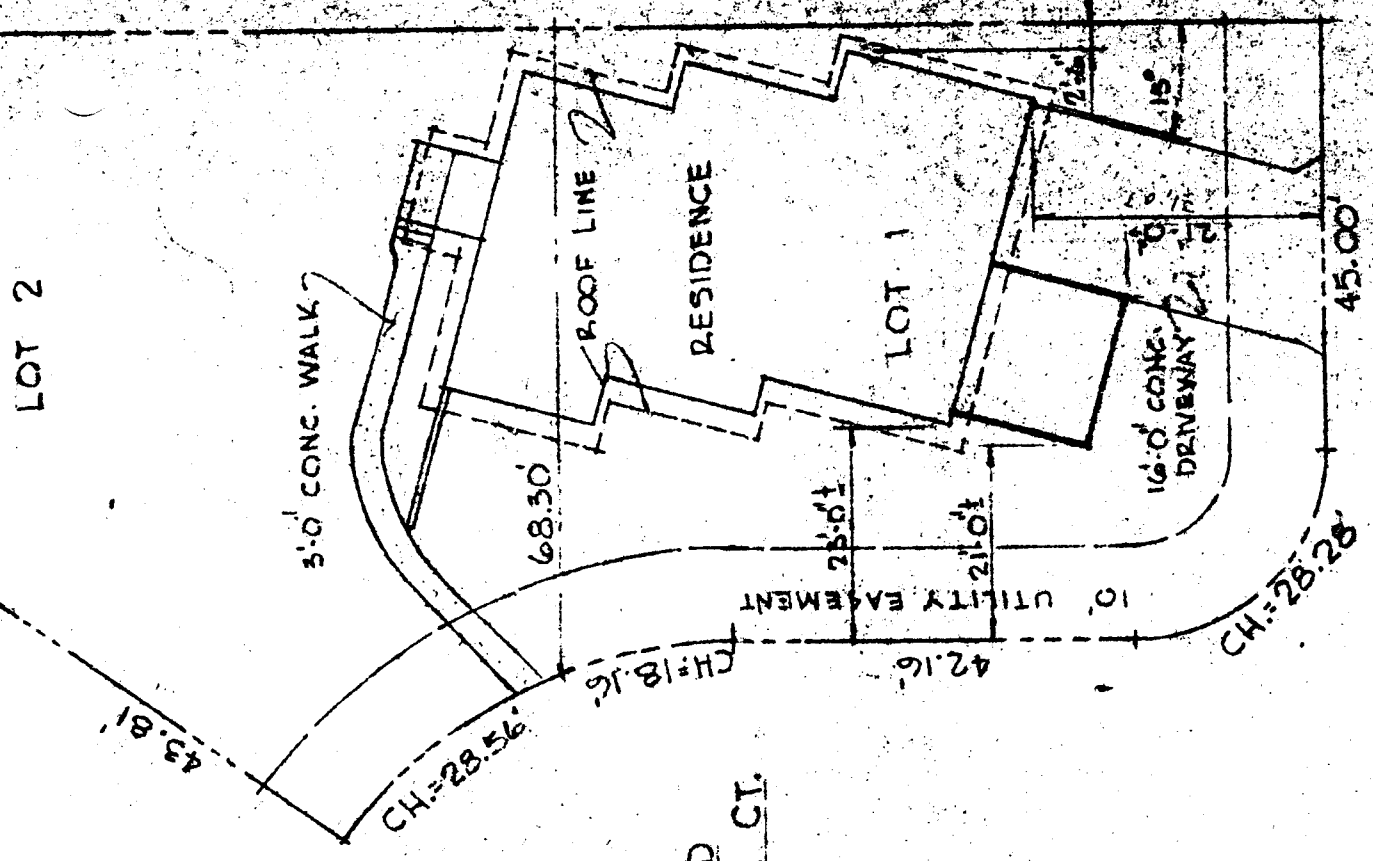 LOT 2
3'-0" CONC. WALK
ROOF LINE
RESIDENCE
LOT 1
68.30'
23'-0"±
21'-0"±
10' UTILITY EASEMENT
16'-0" CONC.
DRIVEWAY
15°
45.00'
43.81'
CH.=28.56'
CH=18.16'
42.16'
CH.=28.28'
CT.